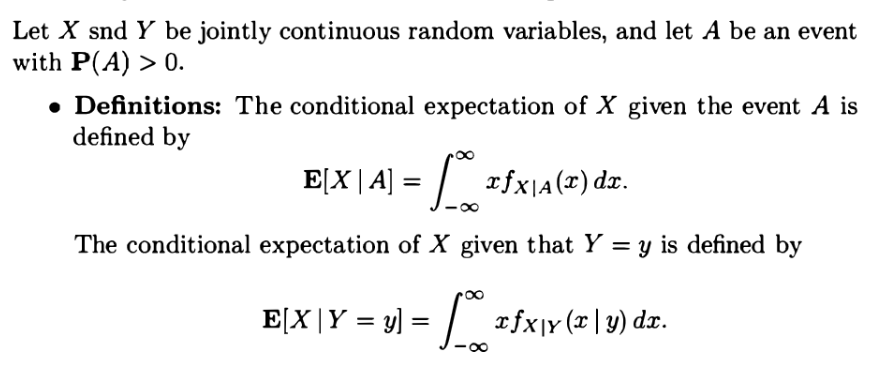 Let X snd Y be jointly continuous random variables, and let A be an event
with P(A) > 0.
• Definitions: The conditional expectation of X given the event A is
defined by
E[X | A] = ∫_{-∞}^{∞} x f_{X|A}(x) dx.
The conditional expectation of X given that Y = y is defined by
E[X | Y = y] = ∫_{-∞}^{∞} x f_{X|Y}(x | y) dx.